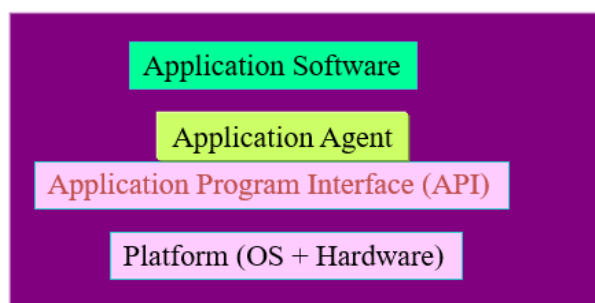 Application Software
Application Agent
Application Program Interface (API)
Platform (OS + Hardware)